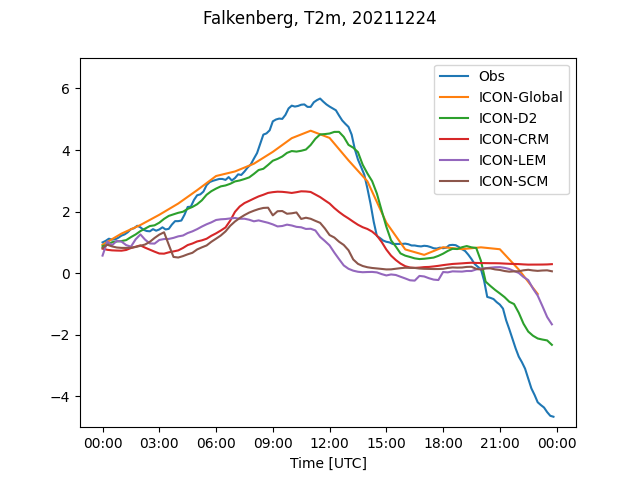 Falkenberg, T2m, 20211224
Obs
ICON-Global
ICON-D2
ICON-CRM
ICON-LEM
ICON-SCM
6
4
2
0
−2
−4
00:00 03:00 06:00 09:00 12:00 15:00 18:00 21:00 00:00
Time [UTC]